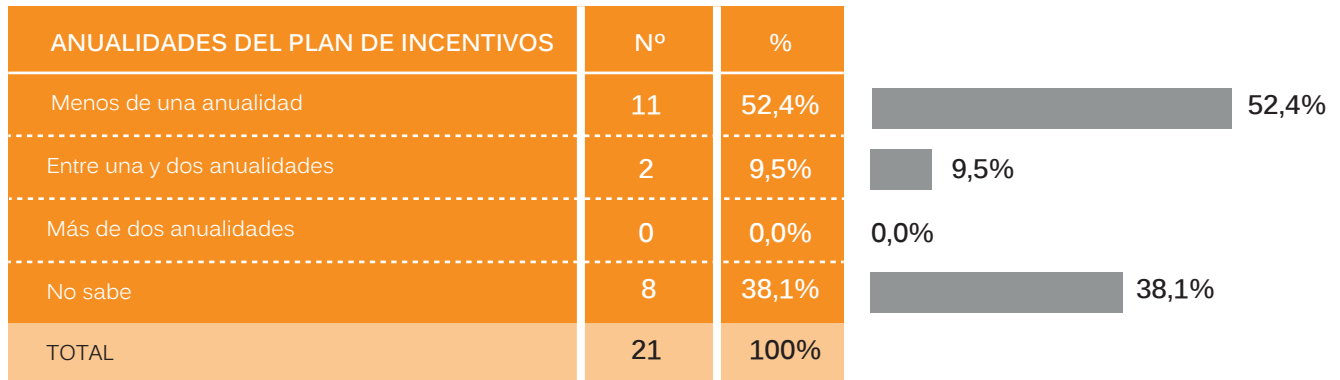 ANUALIDADES DEL PLAN DE INCENTIVOS Nº %
Menos de una anualidad 11 52,4% 52,4%
Entre una y dos anualidades 2 9,5% 9,5%
Más de dos anualidades 0 0,0% 0,0%
No sabe 8 38,1% 38,1%
TOTAL 21 100%